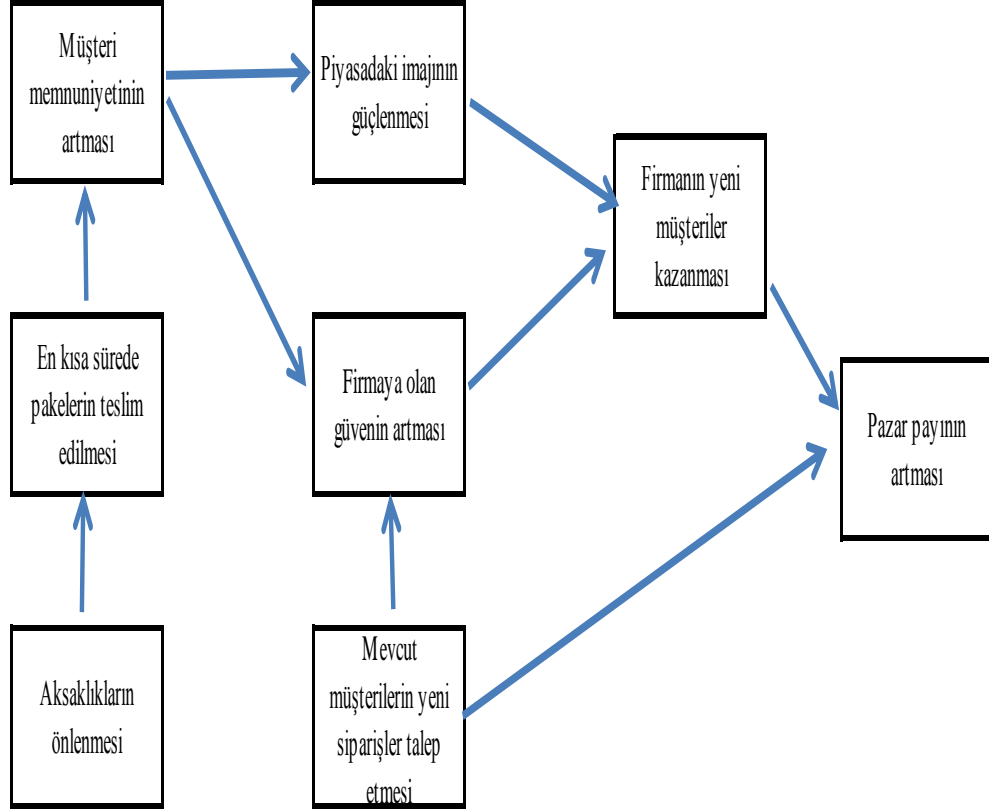 Müşteri
memnuniyetinin
artması
Piyasadaki imajının
güçlenmesi
Firmanın yeni
müşteriler
kazanması
En kısa sürede
pakelerin teslim
edilmesi
Firmaya olan
güvenin artması
Pazar payının
artması
Aksaklıkların
önlenmesi
Mevcut
müşterilerin yeni
siparişler talep
etmesi